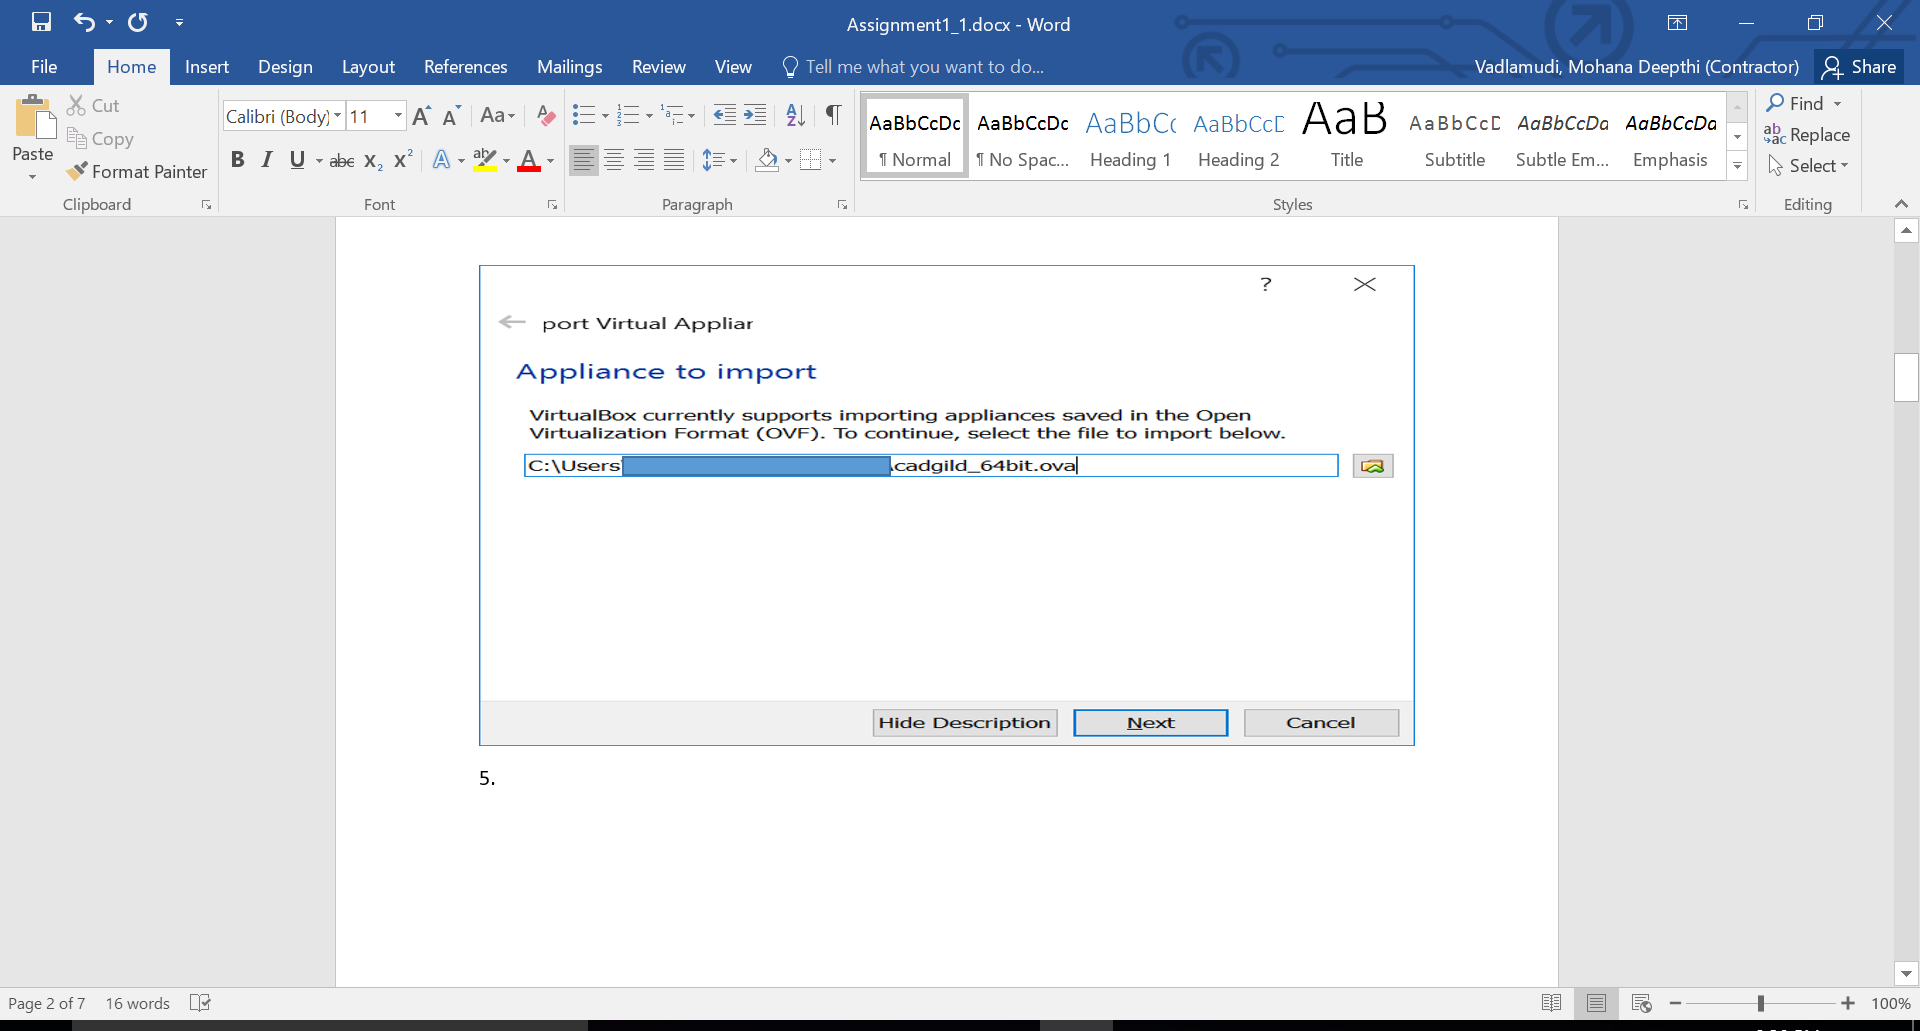 Assignment1_1.docx - Word
File
Home
Insert
Design
Layout
References
Mailings
Review
View
Tell me what you want to do...
Vadlamudi, Mohana Deepthi (Contractor)
Share
Paste
Cut
Copy
Format Painter
Clipboard
Calibri (Body)
11
Aa
B I U abc X₂ X² A ab A
Font
Paragraph
AaBbCcDc AaBbCcDc AaBbCc AaBbCcD AaB AaBbCcD AaBbCcDa AaBbCcDa
¶ Normal
¶ No Spac...
Heading 1
Heading 2
Title
Subtitle
Subtle Em...
Emphasis
Styles
Find
Replace
Select
Editing
?
port Virtual Applian
Appliance to import
VirtualBox currently supports importing appliances saved in the Open
Virtualization Format (OVF). To continue, select the file to import below.
C:\Users \cadgild_64bit.ova
Hide Description
Next
Cancel
5.
Page 2 of 7
16 words
100%